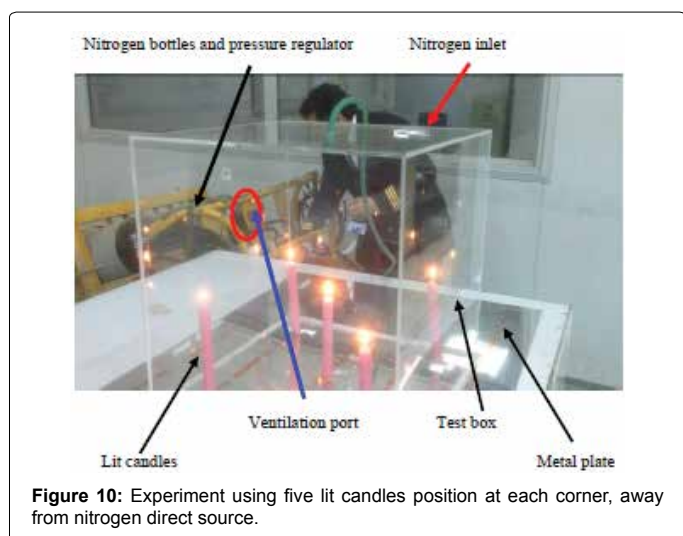 Nitrogen bottles and pressure regulator
Nitrogen inlet
Ventilation port
Test box
Lit candles
Metal plate
Figure 10: Experiment using five lit candles position at each corner, away
from nitrogen direct source.